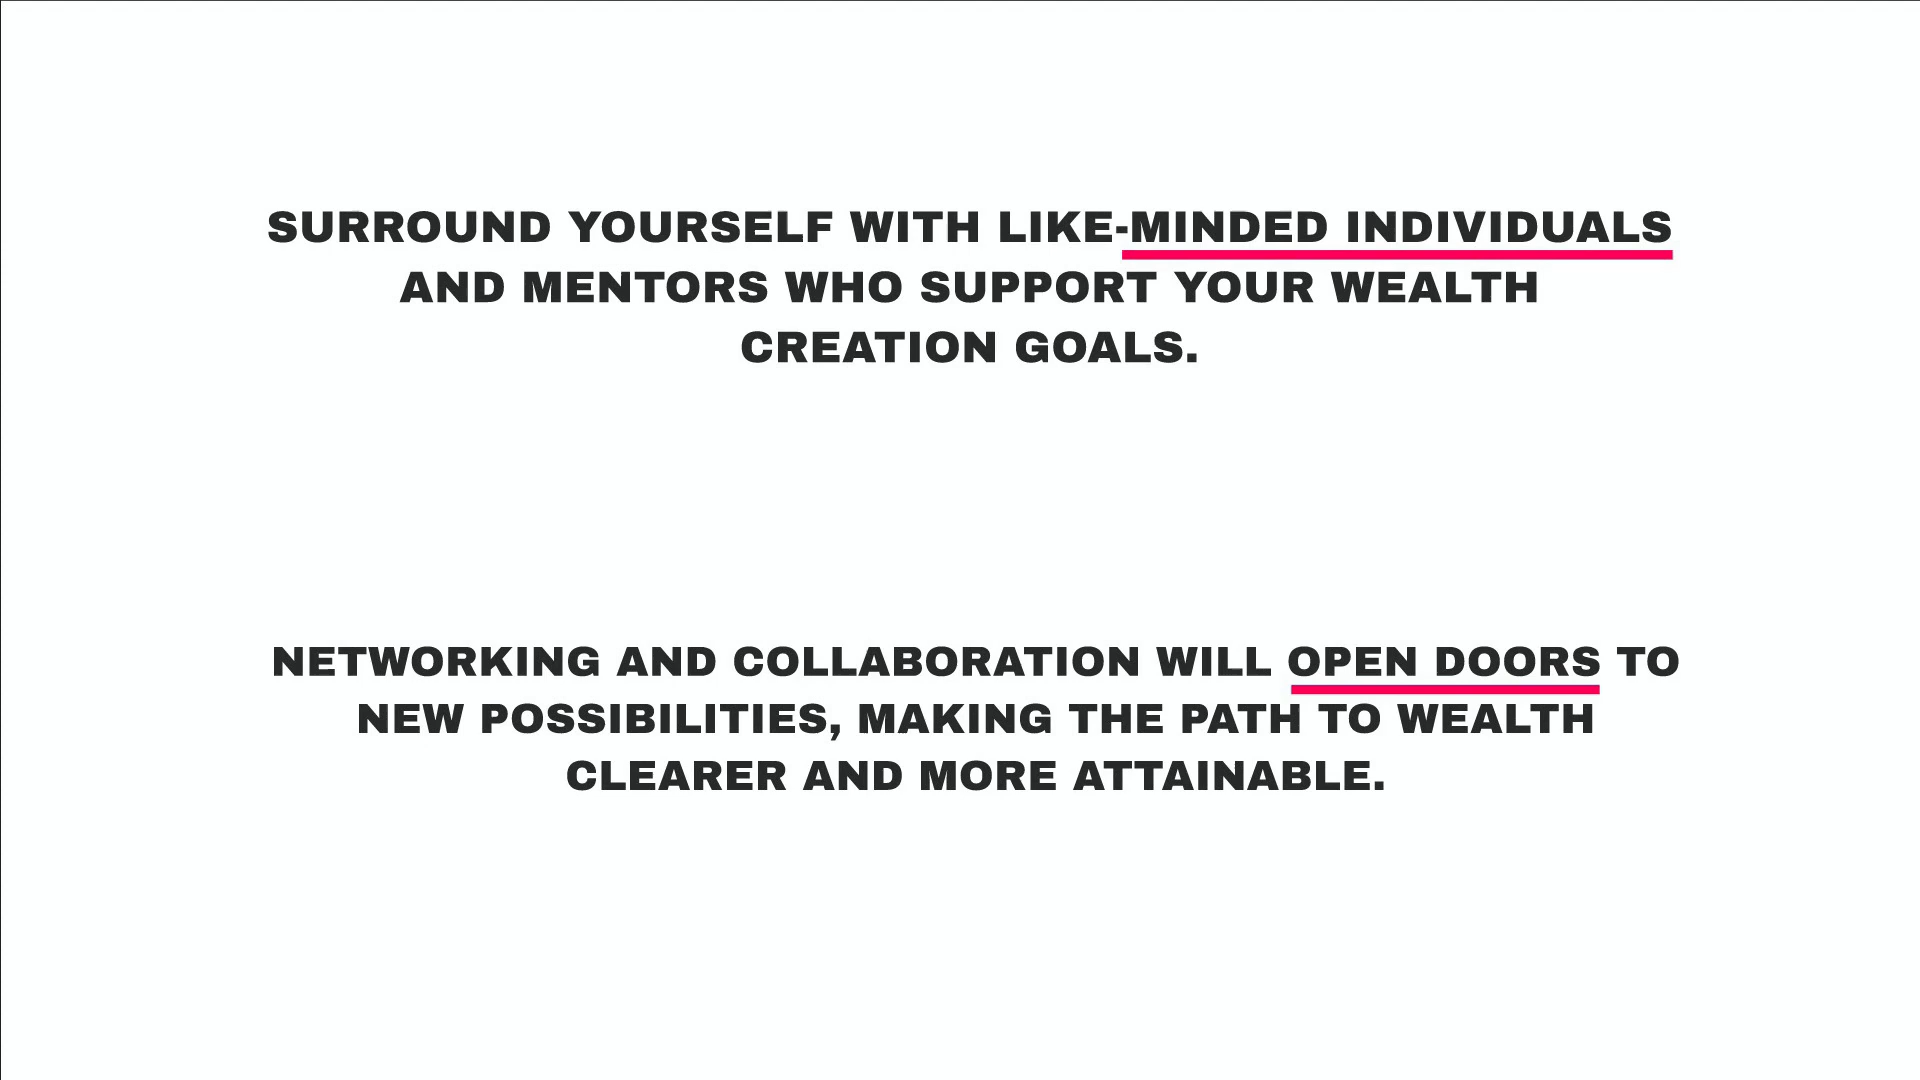 SURROUND YOURSELF WITH LIKE-MINDED INDIVIDUALS
AND MENTORS WHO SUPPORT YOUR WEALTH
CREATION GOALS.
NETWORKING AND COLLABORATION WILL OPEN DOORS TO
NEW POSSIBILITIES, MAKING THE PATH TO WEALTH
CLEARER AND MORE ATTAINABLE.